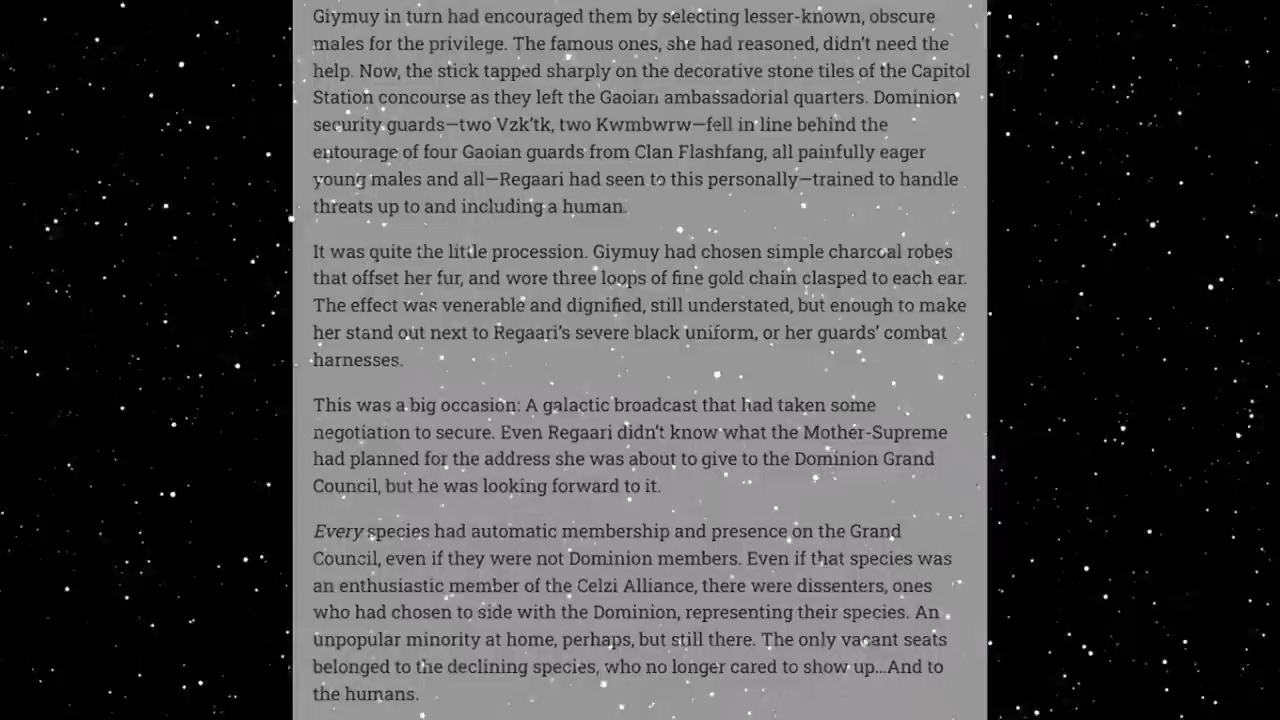 Giymuy in turn had encouraged them by selecting lesser-known, obscure
males for the privilege. The famous ones, she had reasoned, didn't need the
help. Now, the stick tapped sharply on the decorative stone tiles of the Capitol
Station concourse as they left the Gaoian ambassadorial quarters. Dominion
security guards—two Vzk'tk, two Kwmbwrw—fell in line behind the
entourage of four Gaoian guards from Clan Flashfang, all painfully eager
young males and all—Regaari had seen to this personally—trained to handle
threats up to and including a human.
It was quite the little procession. Giymuy had chosen simple charcoal robes
that offset her fur, and wore three loops of fine gold chain clasped to each ear.
The effect was venerable and dignified, still understated, but enough to make
her stand out next to Regaari's severe black uniform, or her guards' combat
harnesses.
This was a big occasion: A galactic broadcast that had taken some
negotiation to secure. Even Regaari didn't know what the Mother-Supreme
had planned for the address she was about to give to the Dominion Grand
Council, but he was looking forward to it.
Every species had automatic membership and presence on the Grand
Council, even if they were not Dominion members. Even if that species was
an enthusiastic member of the Celzi Alliance, there were dissenters, ones
who had chosen to side with the Dominion, representing their species. An
unpopular minority at home, perhaps, but still there. The only vacant seats
belonged to the declining species, who no longer cared to show up...And to
the humans.